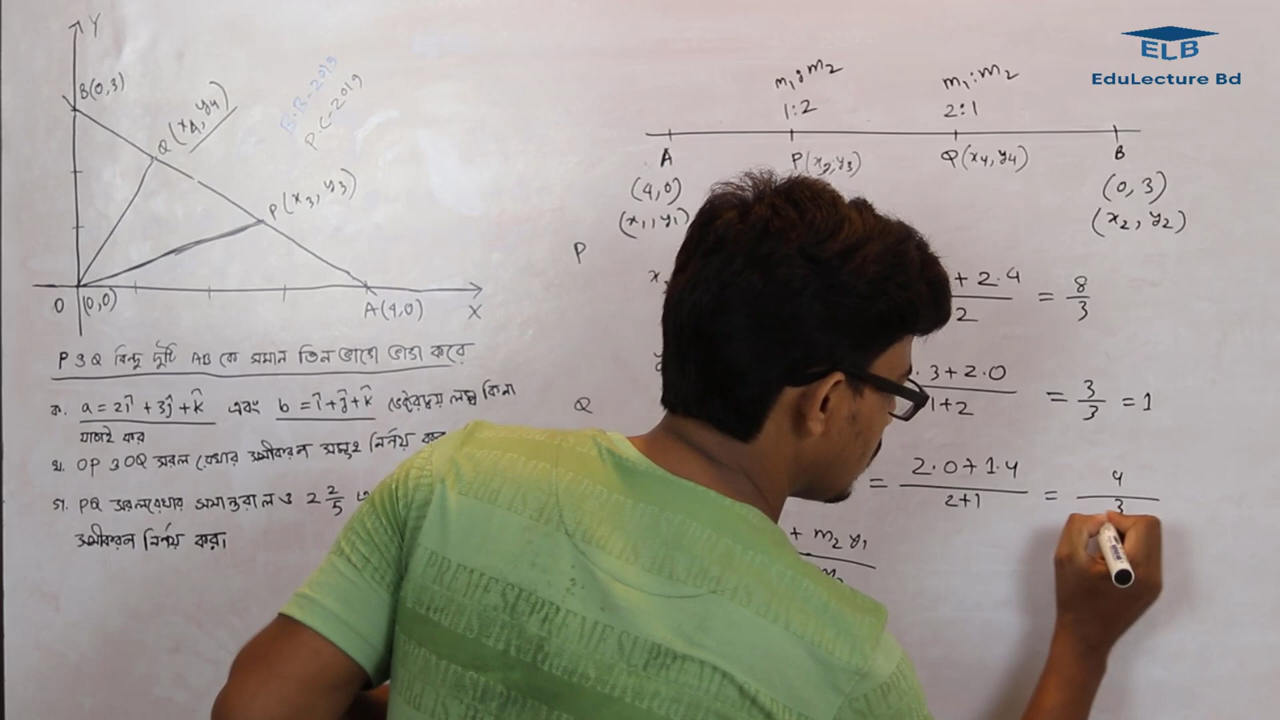 ELB
EduLecture Bd
Y
B(0,3)
Q(x4,y4)
B.B-2019
P(x3,y3)
O (0,0)
A(4,0)
X
P ও Q বিন্দু দুটি AB কে সমান তিন ভাগে ভাগ করে
ক. a = 2î + 3ĵ + k̂ এবং b = î + ĵ + k̂ ভেক্টরদ্বয় লম্ব কিনা
যাচাই কর
খ. OP ও OQ সরল রেখার সমীকরণ সমূহ নির্ণয় কর
গ. PQ সরলরেখার সমান্তরাল ও 2 2/5
সমীকরণ নির্ণয় কর।
m1:m2
1:2
m1:m2
2:1
A
Q(x4,y4)
B
(4,0)
(0,3)
(x1,y1)
(x2,y2)
P
+ 2.4
2
= 8/3
3+2.0
1+2
= 3/3 = 1
Q
= (2.0+1.4)/(2+1) = 4/3
+ m2 y1